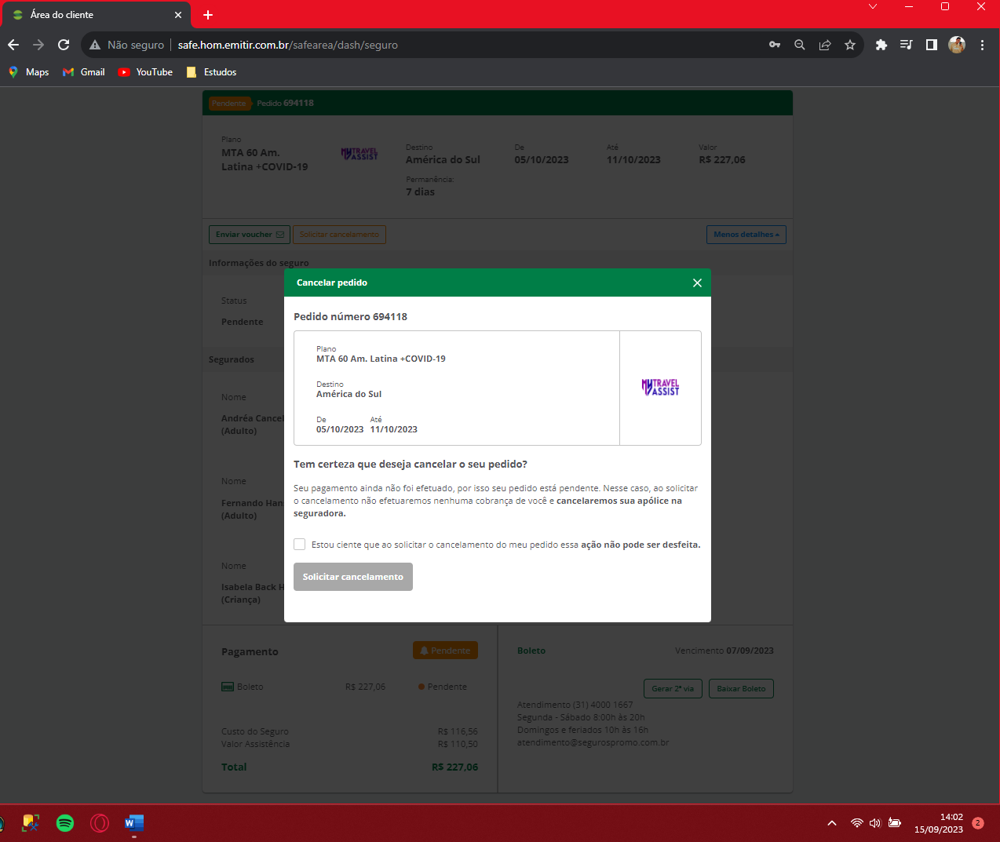 Área do cliente
Não seguro safe.hom.emitir.com.br/safearea/dash/seguro
Maps Gmail YouTube Estudos
Pendente Pedido 694118
Plano
MTA 60 Am.
Latina +COVID-19
MY TRAVEL
ASSIST
Destino
América do Sul
De
05/10/2023
Até
11/10/2023
Valor
R$ 227,06
Permanência:
7 dias
Enviar voucher Solicitar cancelamento Menos detalhes
Informações do seguro
Status
Pendente
Segurados
Nome
Andréa Cancel
(Adulto)
Nome
Fernando Han
(Adulto)
Nome
Isabela Back H
(Criança)
Cancelar pedido
Pedido número 694118
Plano
MTA 60 Am. Latina +COVID-19
Destino
América do Sul
De Até
05/10/2023 11/10/2023
MY TRAVEL
ASSIST
Tem certeza que deseja cancelar o seu pedido?
Seu pagamento ainda não foi efetuado, por isso seu pedido está pendente. Nesse caso, ao solicitar
o cancelamento não efetuaremos nenhuma cobrança de você e cancelaremos sua apólice na
seguradora.
Estou ciente que ao solicitar o cancelamento do meu pedido essa ação não pode ser desfeita.
Solicitar cancelamento
Pagamento Pendente
Boleto R$ 227,06 Pendente
Custo do Seguro R$ 116,56
Valor Assistência R$ 110,50
Total R$ 227,06
Boleto Vencimento 07/09/2023
Gerar 2ª via Baixar Boleto
Atendimento (31) 4000 1667
Segunda - Sábado 8:00h às 20h
Domingos e feriados 10h às 16h
atendimento@segurospromo.com.br
W
14:02
15/09/2023
2